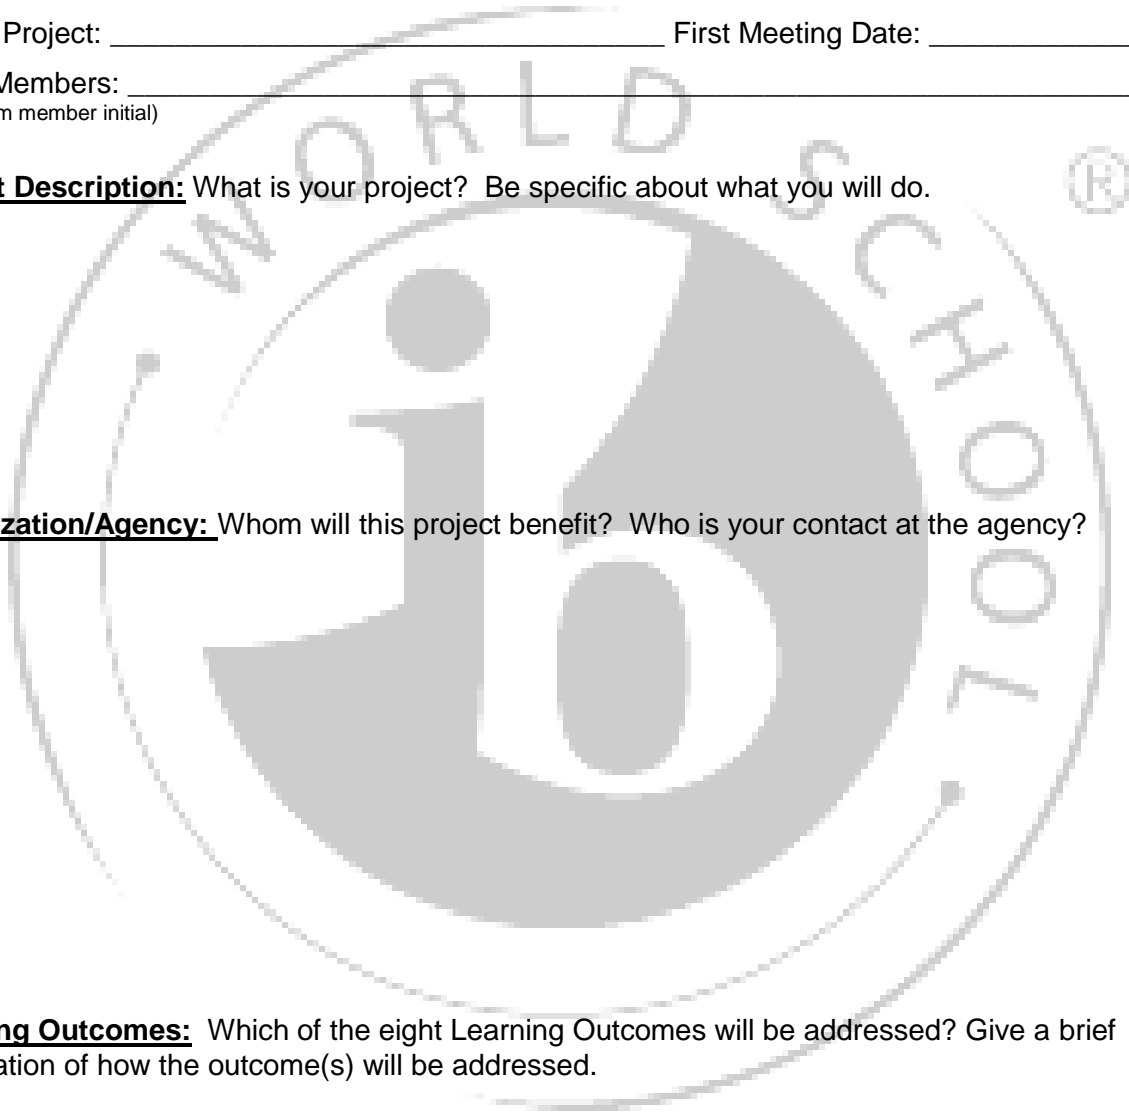 Project: __________________________________ First Meeting Date: ____________
Members: ______________________________________________________________
m member initial)
t Description: What is your project? Be specific about what you will do.
zation/Agency: Whom will this project benefit? Who is your contact at the agency?
ng Outcomes: Which of the eight Learning Outcomes will be addressed? Give a brief
ation of how the outcome(s) will be addressed.
WORLD SCHOOL ®
ib